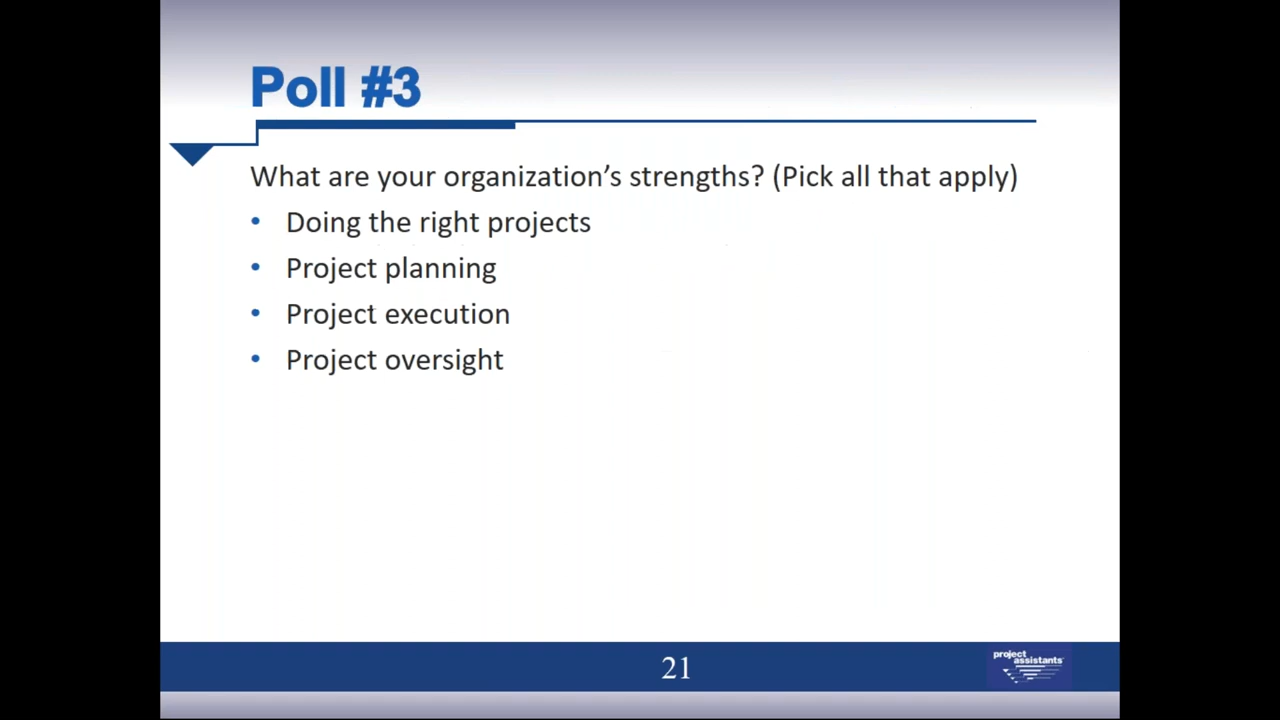 Poll #3
What are your organization’s strengths? (Pick all that apply)
• Doing the right projects
• Project planning
• Project execution
• Project oversight
21
project
assistants